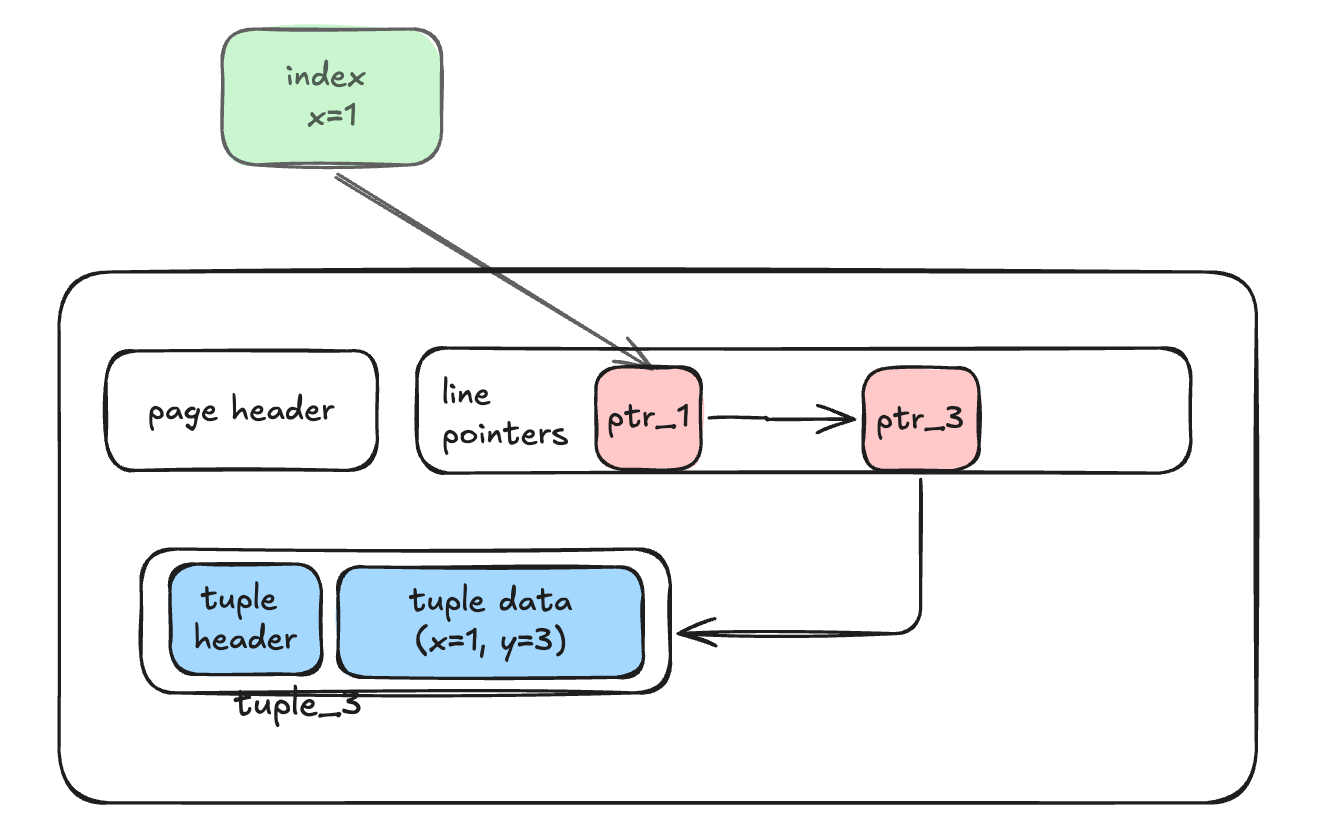 index
x=1
page header
line
pointers
ptr_1
ptr_3
tuple
header
tuple data
(x=1, y=3)
tuple_3